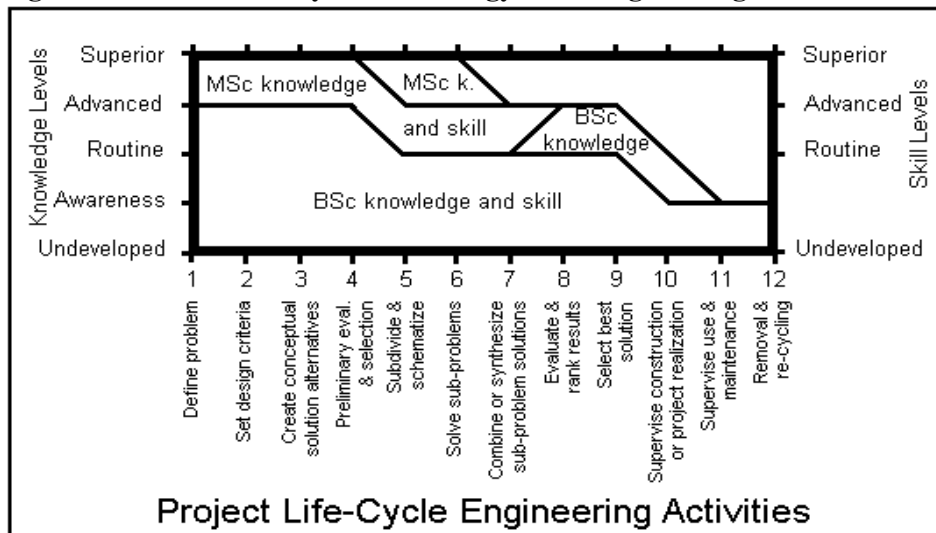 Superior
Advanced
Routine
Awareness
Undeveloped
Knowledge Levels
MSc knowledge
MSc k.
and skill
BSc
knowledge
BSc knowledge and skill
Superior
Advanced
Routine
Undeveloped
Skill Levels
1 2 3 4 5 6 7 8 9 10 11 12
Define problem
Set design criteria
Create conceptual
solution alternatives
Preliminary eval.
& selection
Subdivide &
schematize
Solve sub-problems
Combine or synthesize
sub-problem solutions
Evaluate &
rank results
Select best
solution
Supervise construction
or project realization
Supervise use &
maintenance
Removal &
re-cycling
Project Life-Cycle Engineering Activities